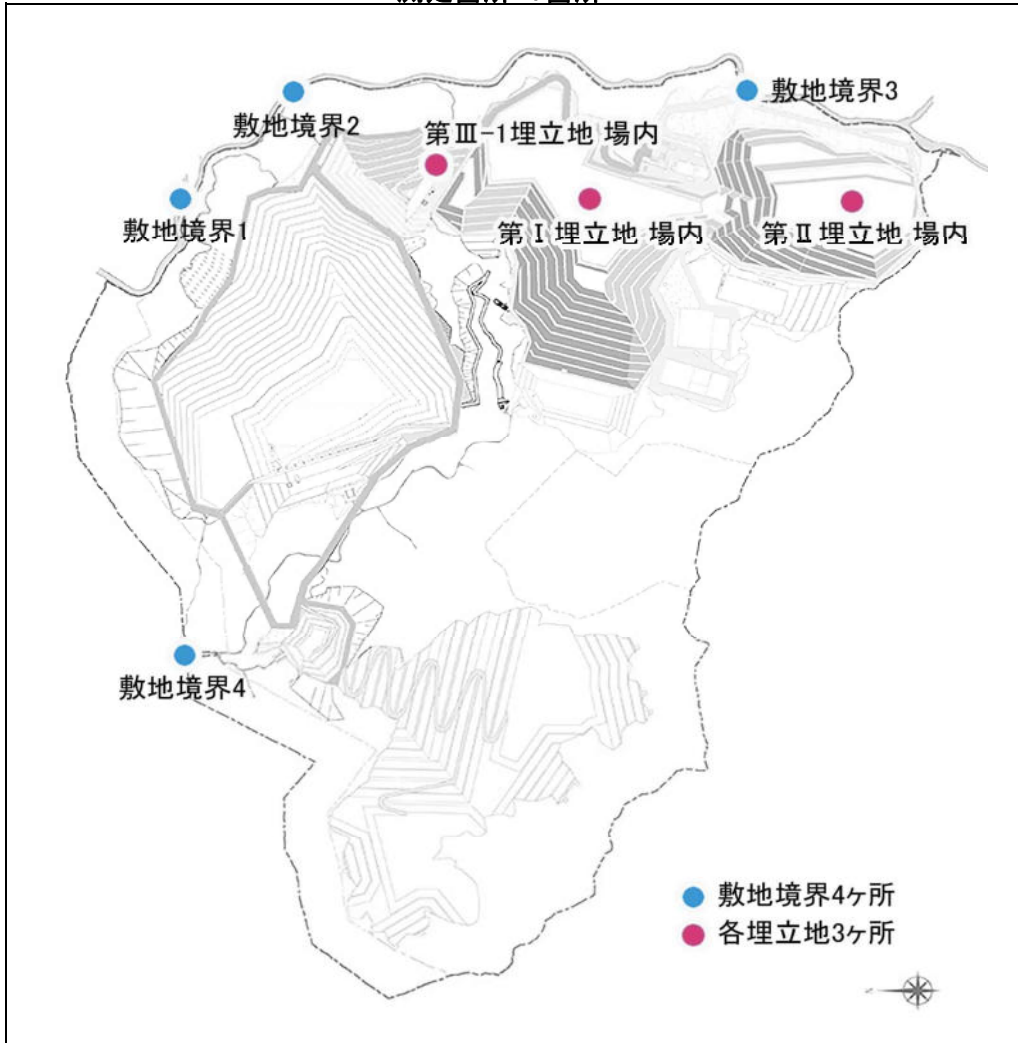 敷地境界3
敷地境界2
第Ⅲ-1埋立地 場内
敷地境界1
第Ⅰ埋立地 場内
第Ⅱ埋立地 場内
敷地境界4
敷地境界4ヶ所
各埋立地3ヶ所